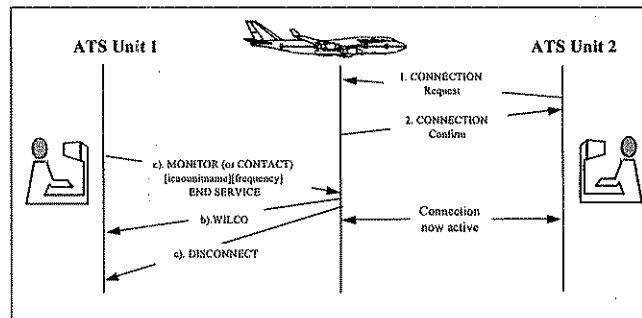 ATS Unit 1
ATS Unit 2
1. CONNECTION
Request
2. CONNECTION
Confirm
a). MONITOR {or CONTACT}
[icaounitname][frequency]
END SERVICE
b).WILCO
Connection
now active
c). DISCONNECT